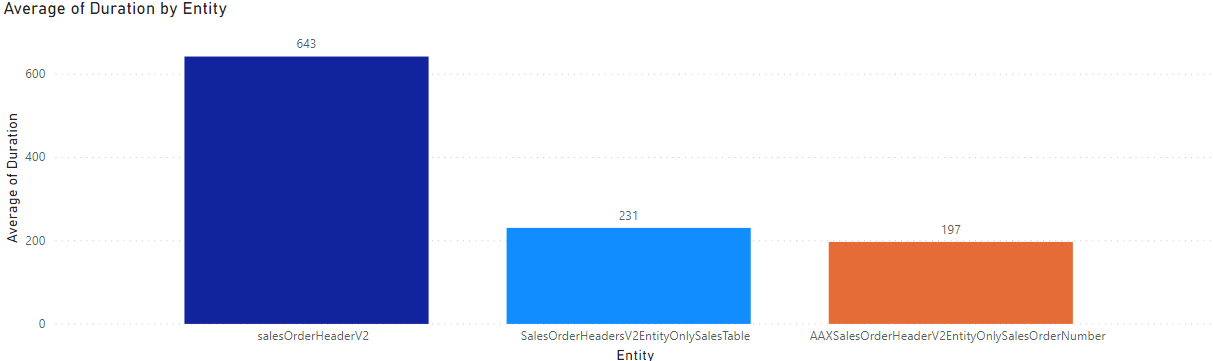 Average of Duration by Entity
643
600
400
231
197
200
0
Average of Duration
salesOrderHeaderV2
SalesOrderHeadersV2EntityOnlySalesTable
AAXSalesOrderHeaderV2EntityOnlySalesOrderNumber
Entity